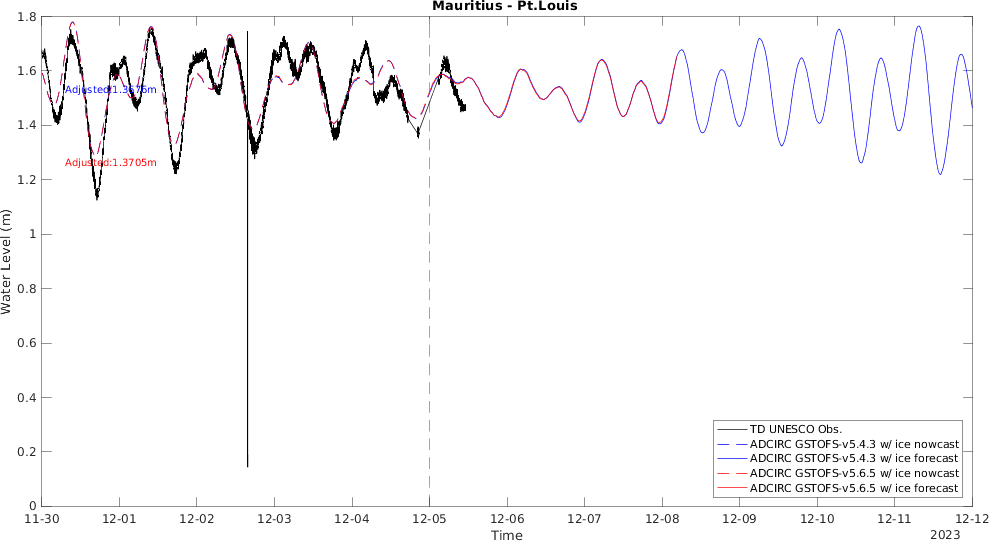 Mauritius - Pt.Louis
1.8
1.6
1.4
1.2
1
0.8
0.6
0.4
0.2
0
Water Level (m)
Adjusted:1.3676m
Adjusted:1.3705m
TD UNESCO Obs.
ADCIRC GSTOFS-v5.4.3 w/ ice nowcast
ADCIRC GSTOFS-v5.4.3 w/ ice forecast
ADCIRC GSTOFS-v5.6.5 w/ ice nowcast
ADCIRC GSTOFS-v5.6.5 w/ ice forecast
11-30 12-01 12-02 12-03 12-04 12-05 12-06 12-07 12-08 12-09 12-10 12-11 12-12
Time
2023